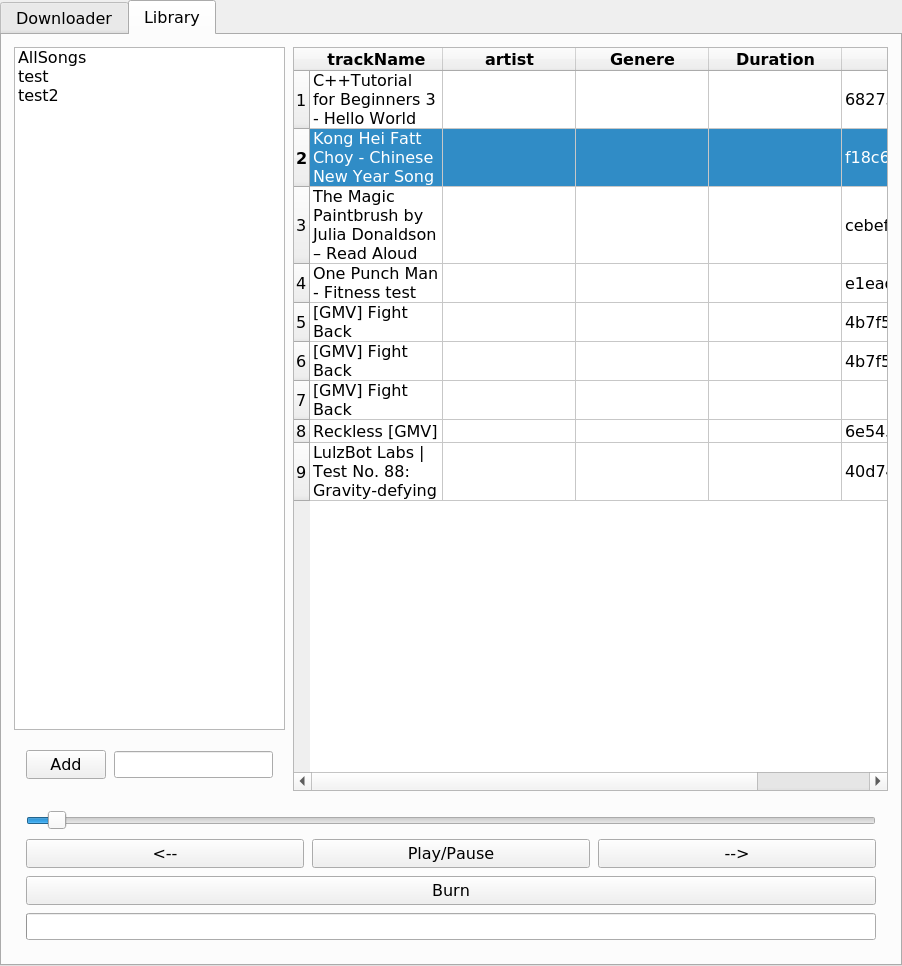 Downloader Library
AllSongs
test
test2
trackName artist Genere Duration
1 C++Tutorial
for Beginners 3
- Hello World
6827
2 Kong Hei Fatt
Choy - Chinese
New Year Song
f18c6
3 The Magic
Paintbrush by
Julia Donaldson
– Read Aloud
cebef
4 One Punch Man
- Fitness test
e1ea
5 [GMV] Fight
Back
4b7f5
6 [GMV] Fight
Back
4b7f5
7 [GMV] Fight
Back
8 Reckless [GMV] 6e54
9 LulzBot Labs |
Test No. 88:
Gravity-defying
40d7
Add
<-- Play/Pause -->
Burn